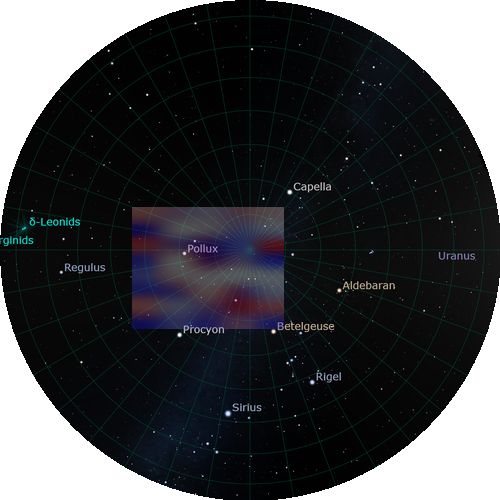 Capella
δ-Leonids
rginids
Pollux
Uranus
Regulus
Aldebaran
Procyon
Betelgeuse
Rigel
Sirius